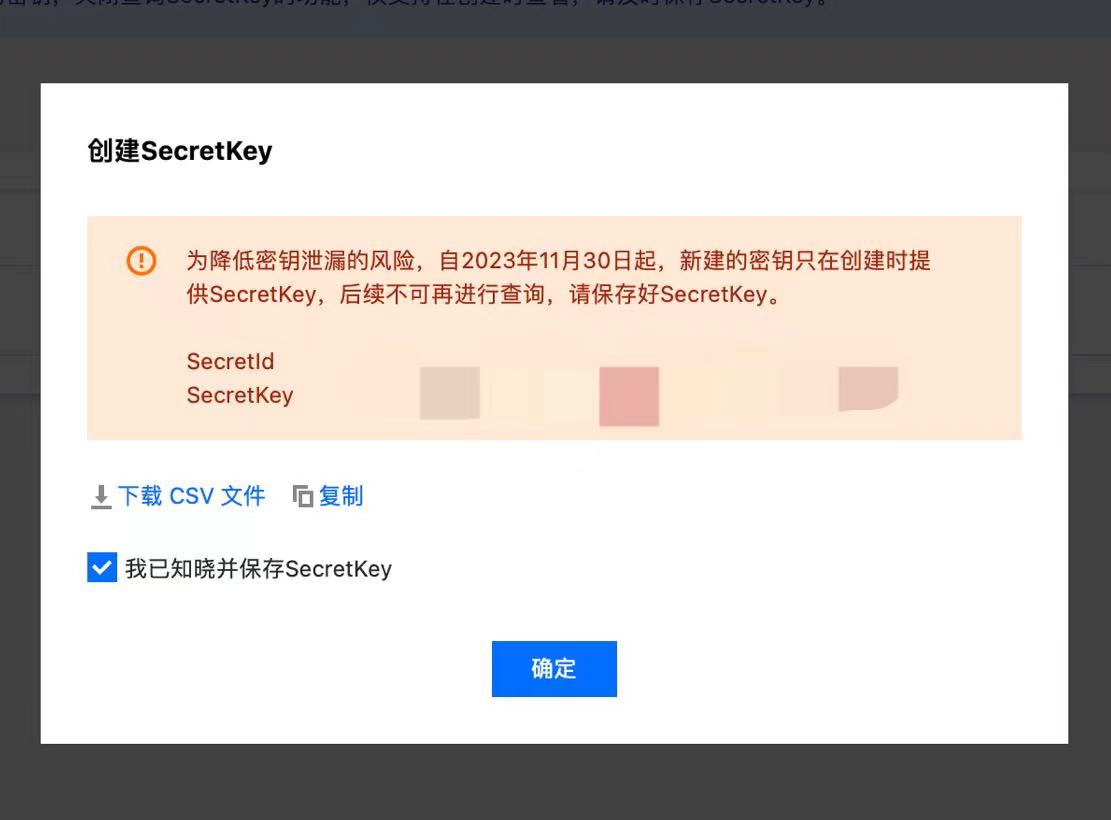 创建SecretKey
为降低密钥泄漏的风险，自2023年11月30日起，新建的密钥只在创建时提
供SecretKey，后续不可再进行查询，请保存好SecretKey。
SecretId
SecretKey
下载 CSV 文件 复制
我已知晓并保存SecretKey
确定